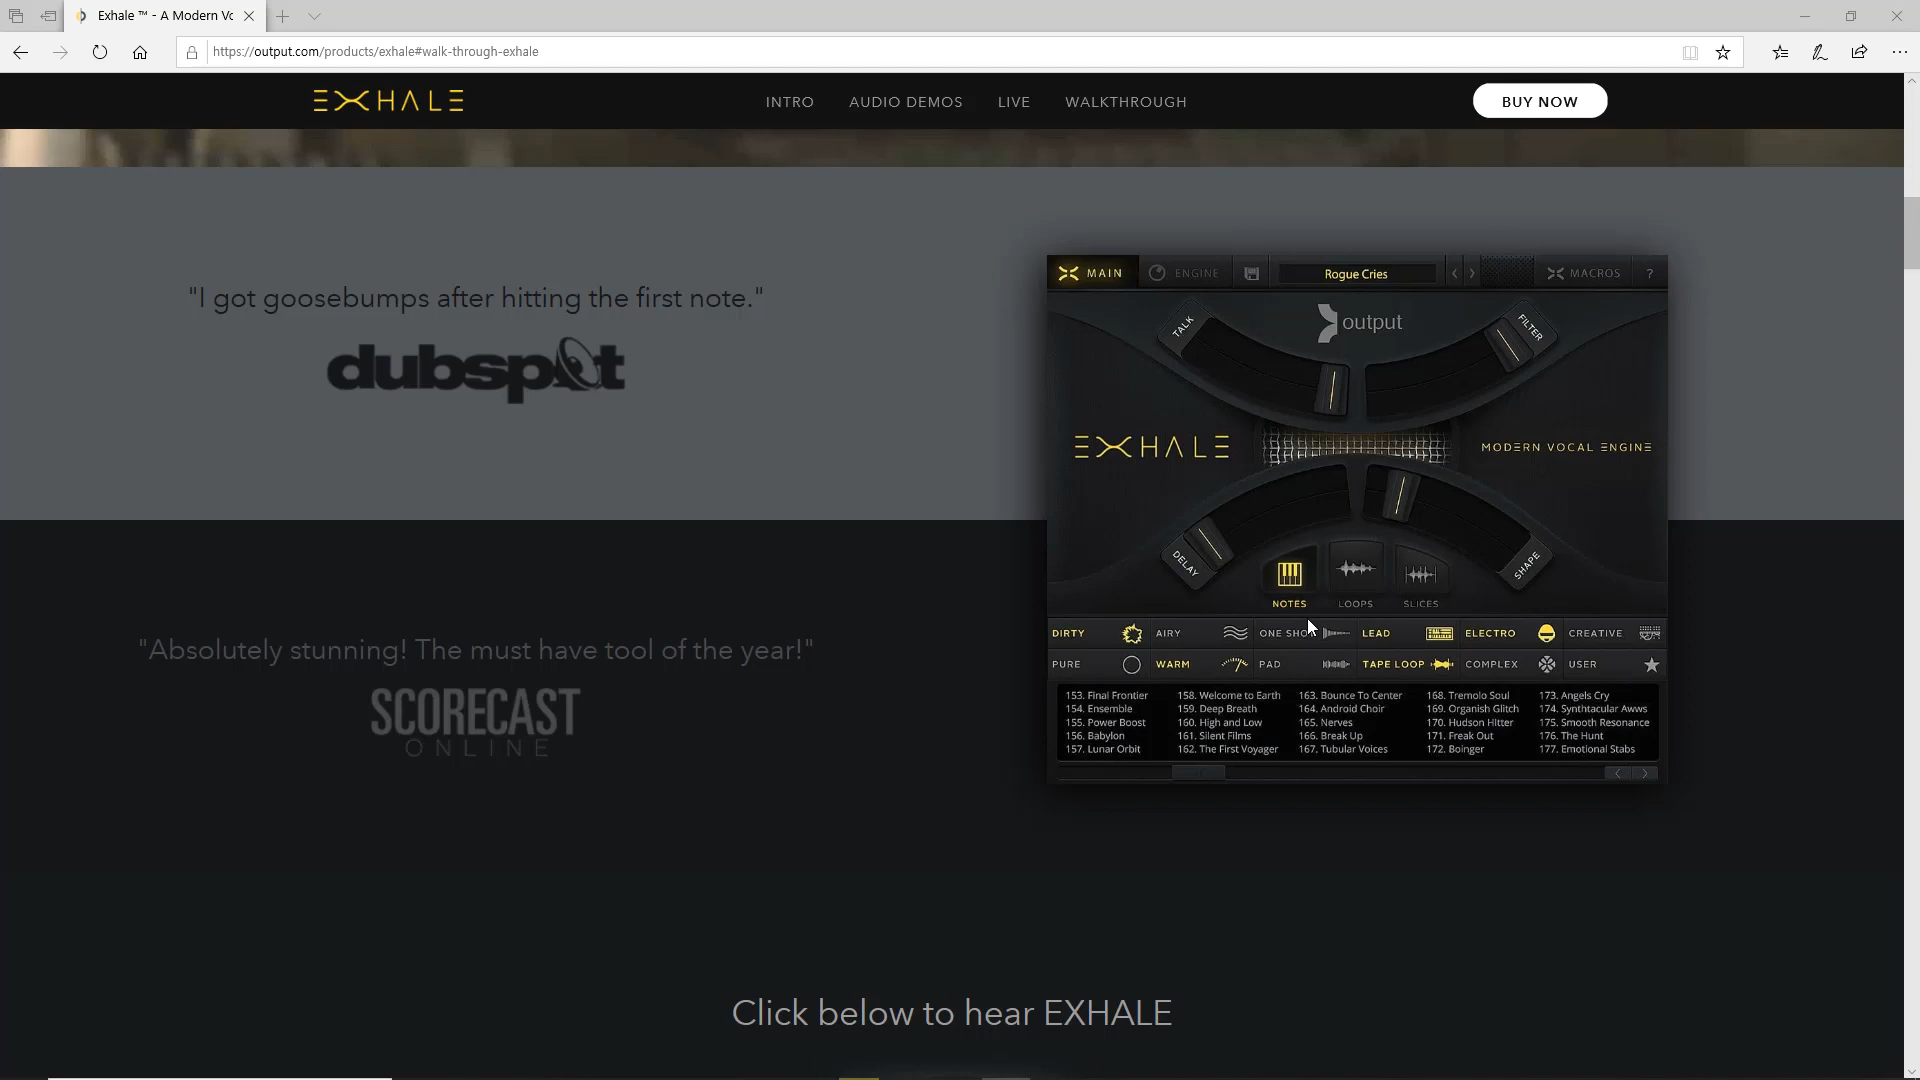 Exhale ™ - A Modern Vc
https://output.com/products/exhale#walk-through-exhale
EXHALE
INTRO
AUDIO DEMOS
LIVE
WALKTHROUGH
BUY NOW
"I got goosebumps after hitting the first note."
dubspot
"Absolutely stunning! The must have tool of the year!"
SCORECAST
ONLINE
MAIN
ENGINE
Rogue Cries
MACROS
?
output
TALK
FILTER
EXHALE
MODERN VOCAL ENGINE
DELAY
SHAPE
NOTES
LOOPS
SLICES
DIRTY
AIRY
ONE SHO
LEAD
ELECTRO
CREATIVE
PURE
WARM
PAD
TAPE LOOP
COMPLEX
USER
153. Final Frontier
154. Ensemble
155. Power Boost
156. Babylon
157. Lunar Orbit
158. Welcome to Earth
159. Deep Breath
160. High and Low
161. Silent Films
162. The First Voyager
163. Bounce To Center
164. Android Choir
165. Nerves
166. Break Up
167. Tubular Voices
168. Tremolo Soul
169. Organish Glitch
170. Hudson Hitter
171. Freak Out
172. Boinger
173. Angels Cry
174. Synthtacular Awws
175. Smooth Resonance
176. The Hunt
177. Emotional Stabs
Click below to hear EXHALE